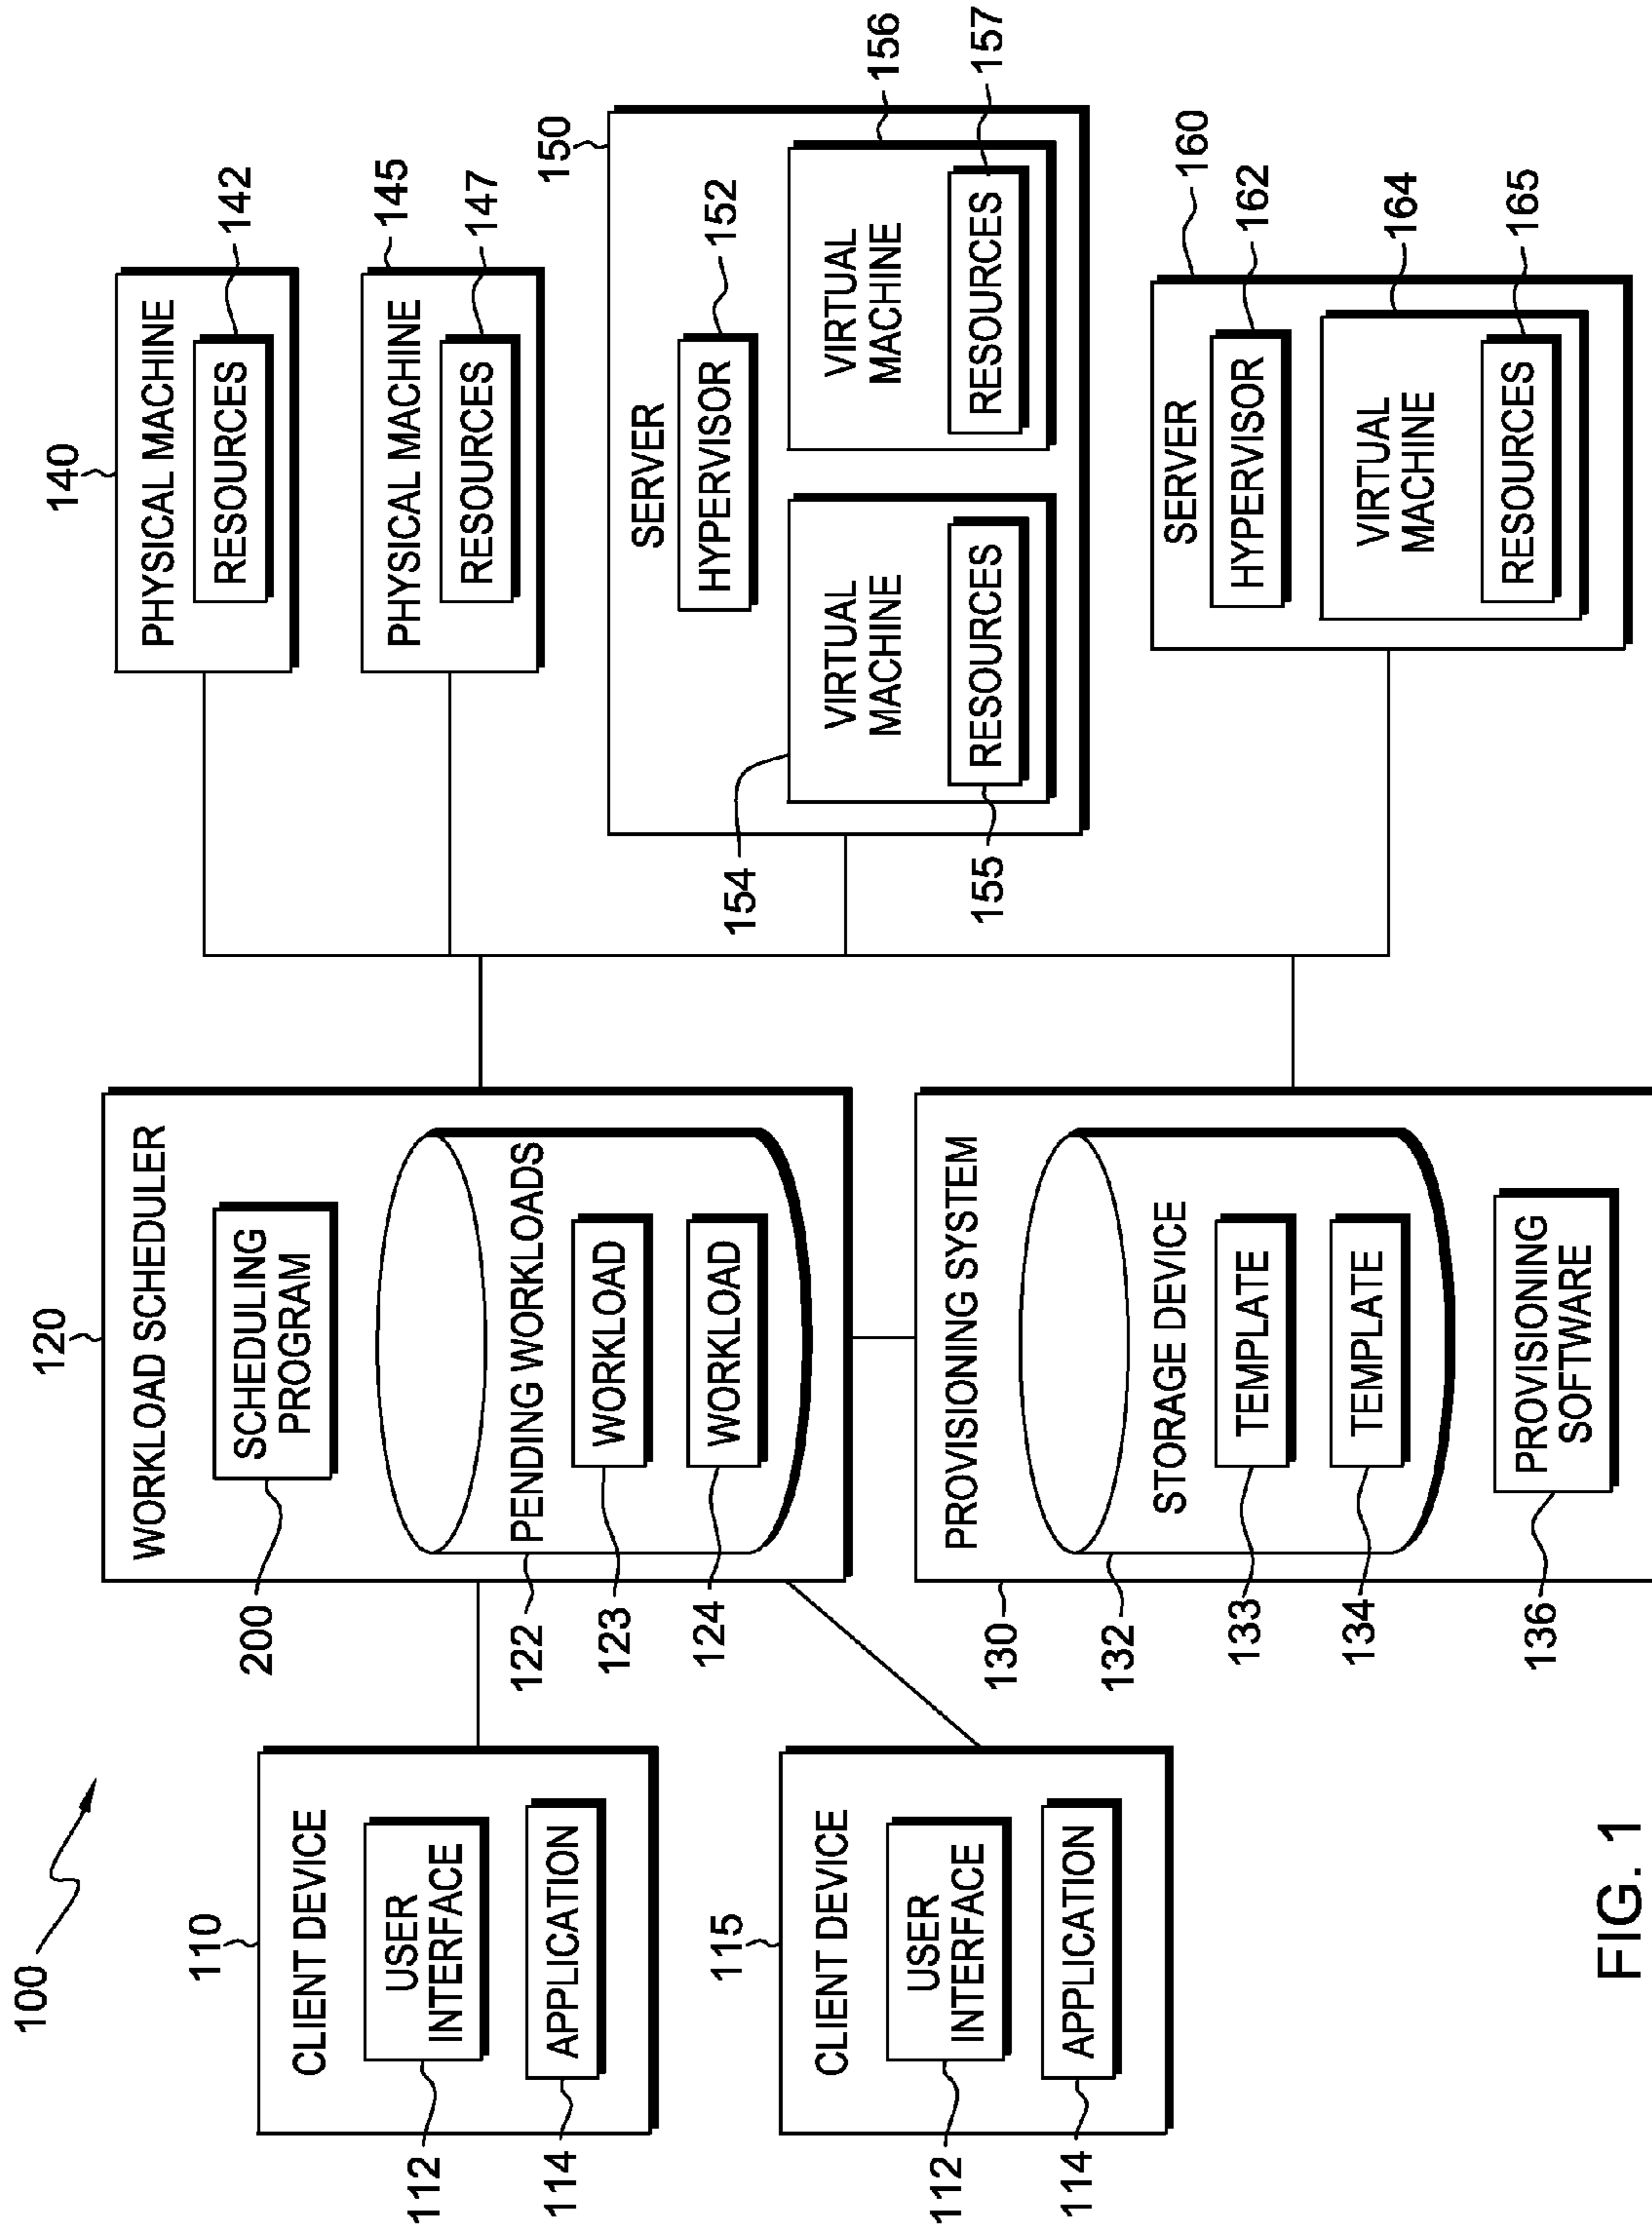 100
110
CLIENT DEVICE
USER
INTERFACE
112
APPLICATION
114
115
CLIENT DEVICE
USER
INTERFACE
112
APPLICATION
114
120
WORKLOAD SCHEDULER
SCHEDULING
PROGRAM
200
PENDING WORKLOADS
122
WORKLOAD
123
WORKLOAD
124
PROVISIONING SYSTEM
130
STORAGE DEVICE
132
TEMPLATE
133
TEMPLATE
134
PROVISIONING
SOFTWARE
136
140
PHYSICAL MACHINE
RESOURCES
142
145
PHYSICAL MACHINE
RESOURCES
147
150
SERVER
HYPERVISOR
152
VIRTUAL
MACHINE
154
RESOURCES
155
VIRTUAL
MACHINE
156
RESOURCES
157
160
SERVER
HYPERVISOR
162
VIRTUAL
MACHINE
164
RESOURCES
165
FIG. 1